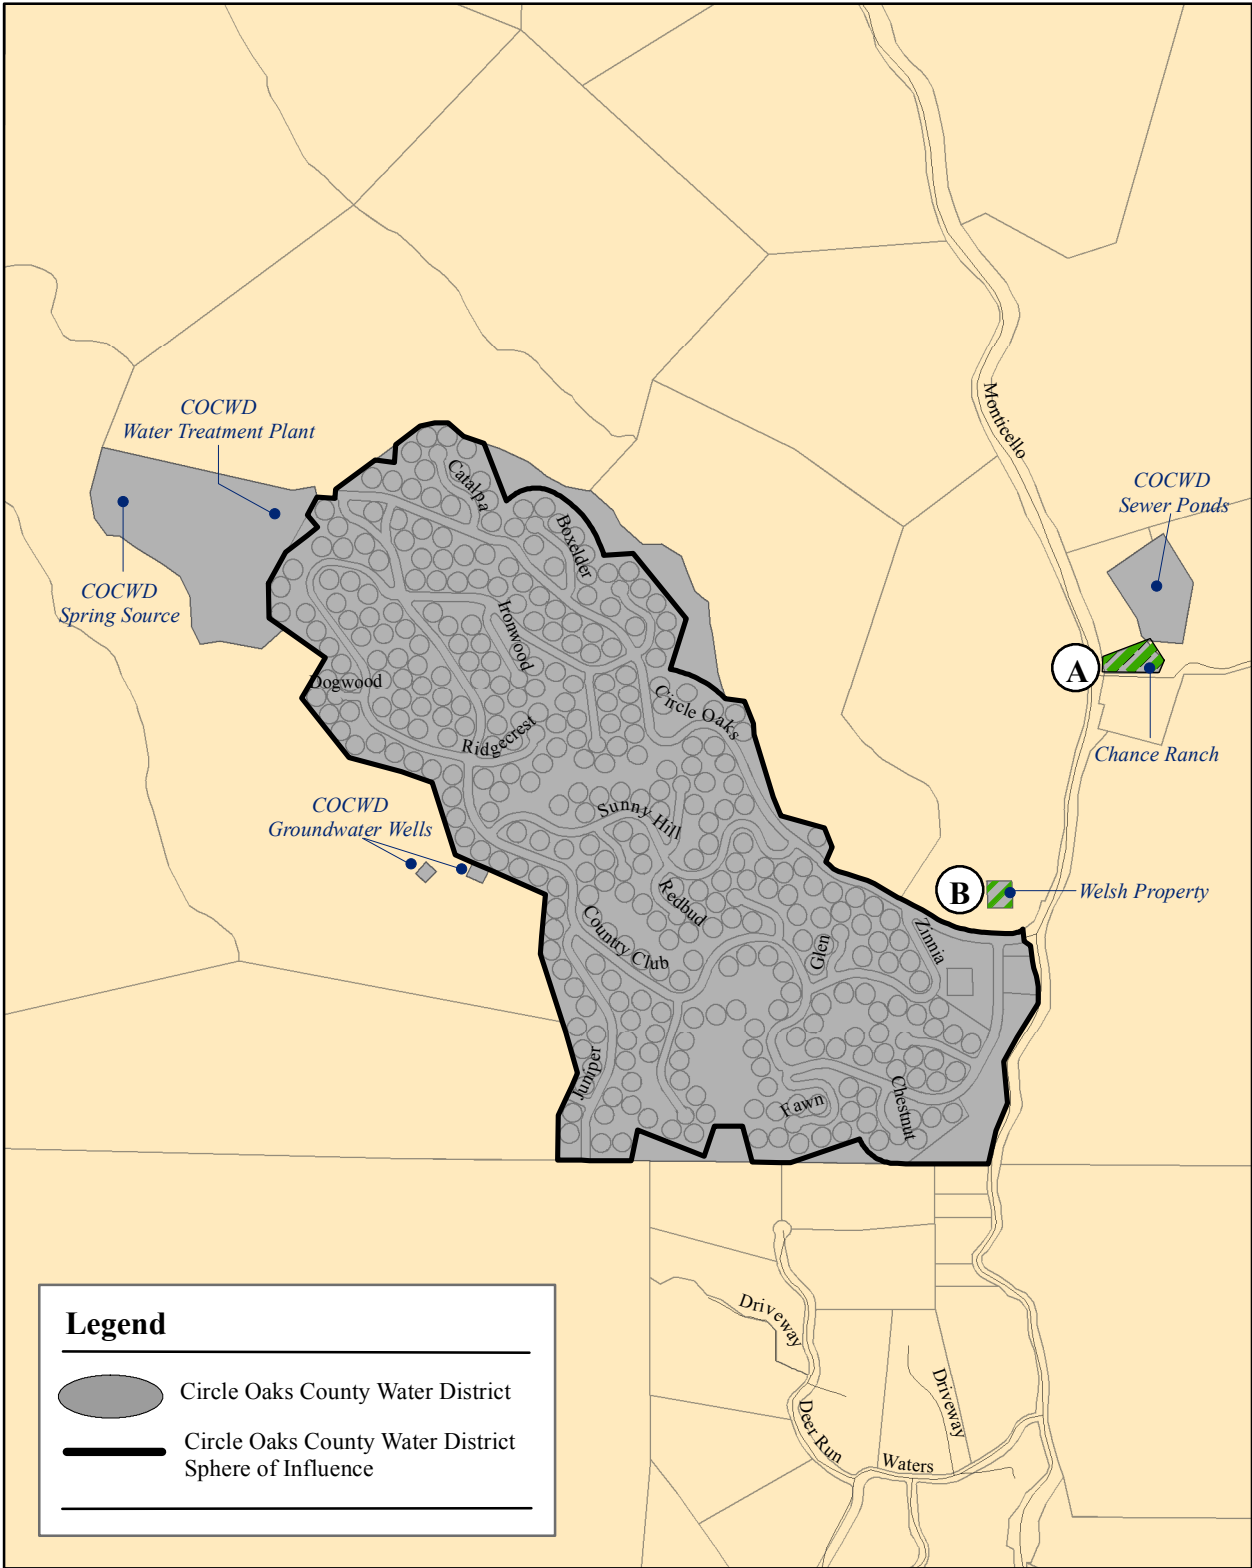 Monticello
COCWD
Water Treatment Plant
COCWD
Sewer Ponds
Catalpa
Boxelder
COCWD
Spring Source
Ironwood
A
Dogwood
Circle Oaks
Ridgecrest
Chance Ranch
COCWD
Groundwater Wells
Sunny Hill
B
Welsh Property
Redbud
Country Club
Glen
Zinnia
Juniper
Fawn
Chestnut
Driveway
Driveway
Deer Run
Waters
Legend
Circle Oaks County Water District
Circle Oaks County Water District
Sphere of Influence